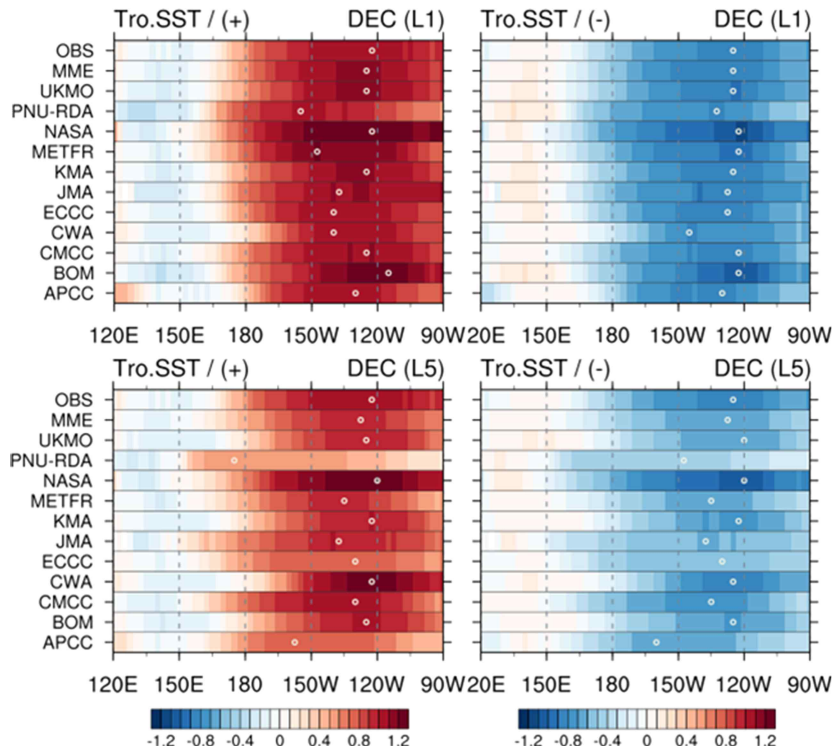 Tro.SST / (+) DEC (L1) Tro.SST / (-) DEC (L1)
OBS
MME
UKMO
PNU-RDA
NASA
METFR
KMA
JMA
ECCC
CWA
CMCC
BOM
APCC
120E 150E 180 150W 120W 90W 20E 150E 180 150W 120W 90W
Tro.SST / (+) DEC (L5) Tro.SST / (-) DEC (L5)
OBS
MME
UKMO
PNU-RDA
NASA
METFR
KMA
JMA
ECCC
CWA
CMCC
BOM
APCC
120E 150E 180 150W 120W 90W 20E 150E 180 150W 120W 90W
-1.2 -0.8 -0.4 0 0.4 0.8 1.2 -1.2 -0.8 -0.4 0 0.4 0.8 1.2